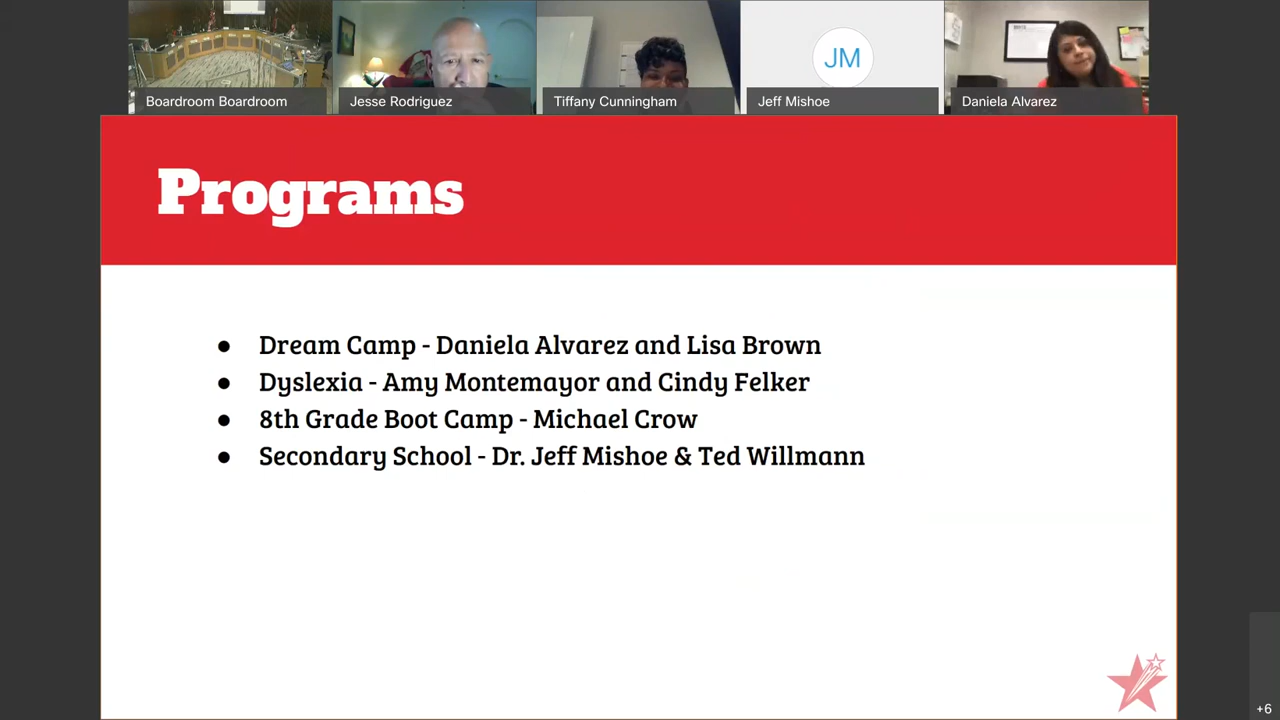 Boardroom Boardroom
Jesse Rodriguez
Tiffany Cunningham
JM
Jeff Mishoe
Daniela Alvarez
Programs
● Dream Camp - Daniela Alvarez and Lisa Brown
● Dyslexia - Amy Montemayor and Cindy Felker
● 8th Grade Boot Camp - Michael Crow
● Secondary School - Dr. Jeff Mishoe & Ted Willmann
+6